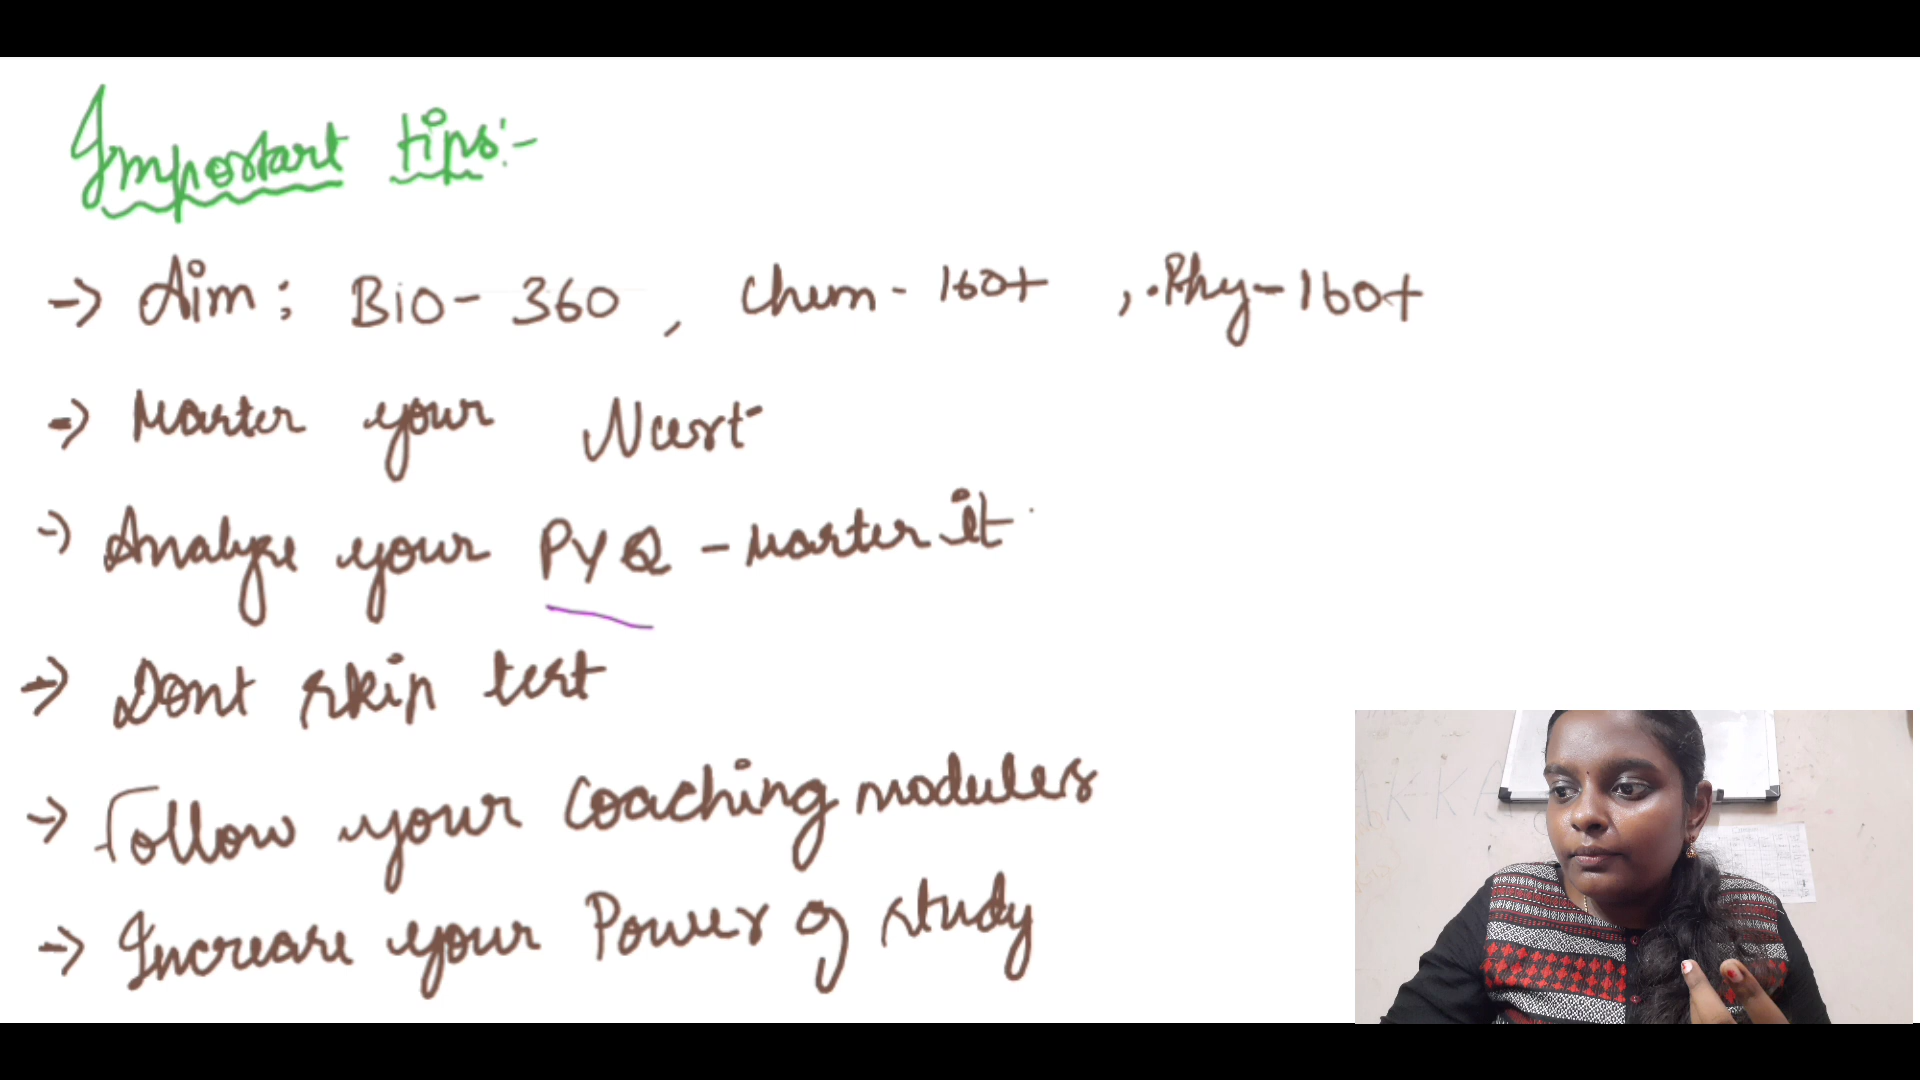 Important tips:-
-> Aim: Bio - 360, Chem - 160+, Phy - 160+
-> Master your Ncert
-> Analyze your PYQ - Master it
-> Dont skip test
-> Follow your coaching modules
-> Increase your Power of study